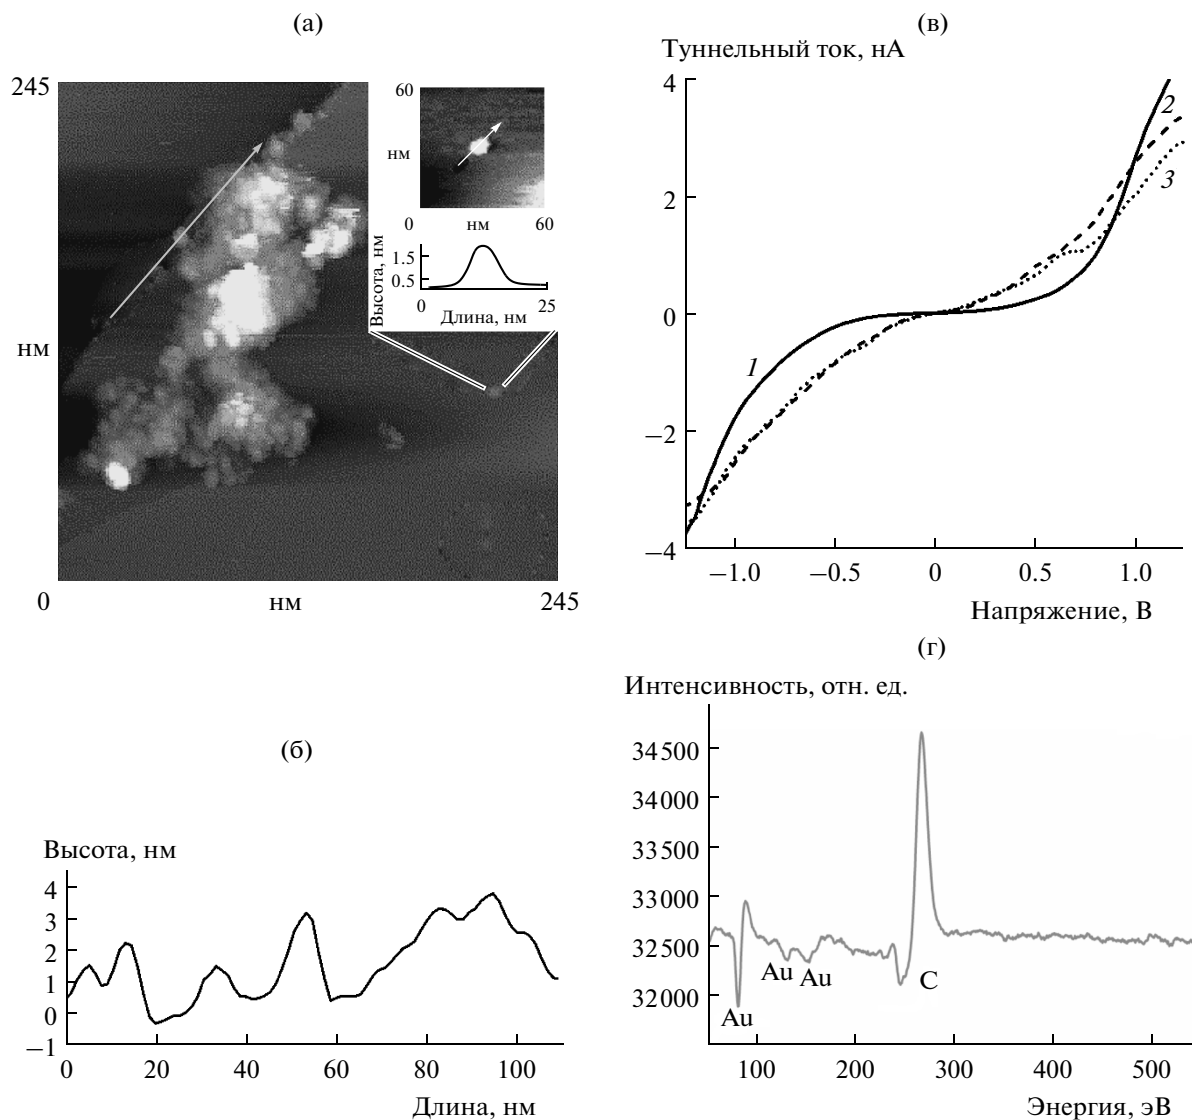 (а)
245
нм
0
нм
245
60
нм
0
нм
60
Высота, нм
1.5
0.5
0
25
Длина, нм
(в)
Туннельный ток, нА
4
2
0
−2
−4
1
2
3
−1.0
−0.5
0
0.5
1.0
Напряжение, В
(б)
Высота, нм
4
3
2
1
0
−1
0
20
40
60
80
100
Длина, нм
(г)
Интенсивность, отн. ед.
34500
34000
33500
33000
32500
32000
Au
Au
Au
C
100
200
300
400
500
Энергия, эВ